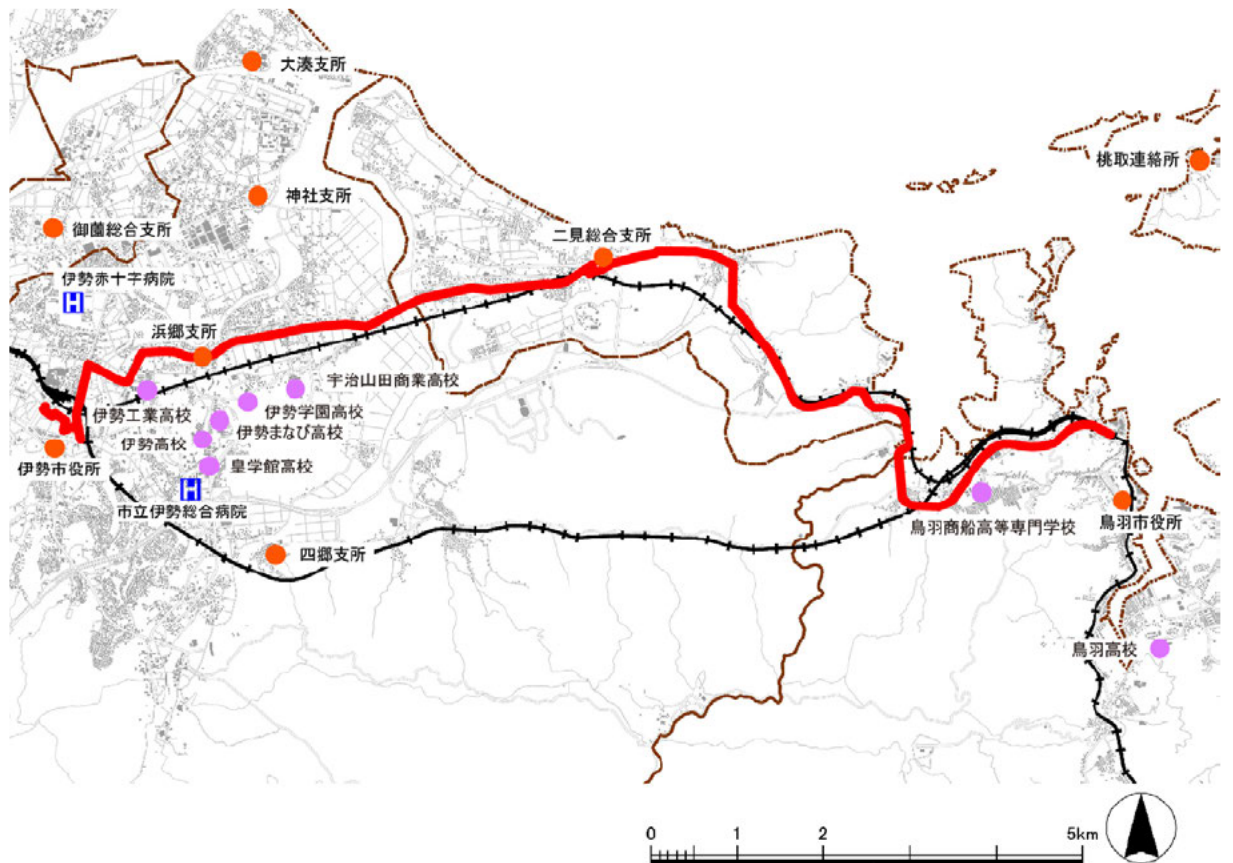 大湊支所
桃取連絡所
神社支所
御薗総合支所
二見総合支所
伊勢赤十字病院
H
浜郷支所
宇治山田商業高校
伊勢学園高校
伊勢工業高校
伊勢まなび高校
伊勢高校
伊勢市役所
皇学館高校
H
市立伊勢総合病院
鳥羽商船高等専門学校
鳥羽市役所
四郷支所
鳥羽高校
0 1 2 5km